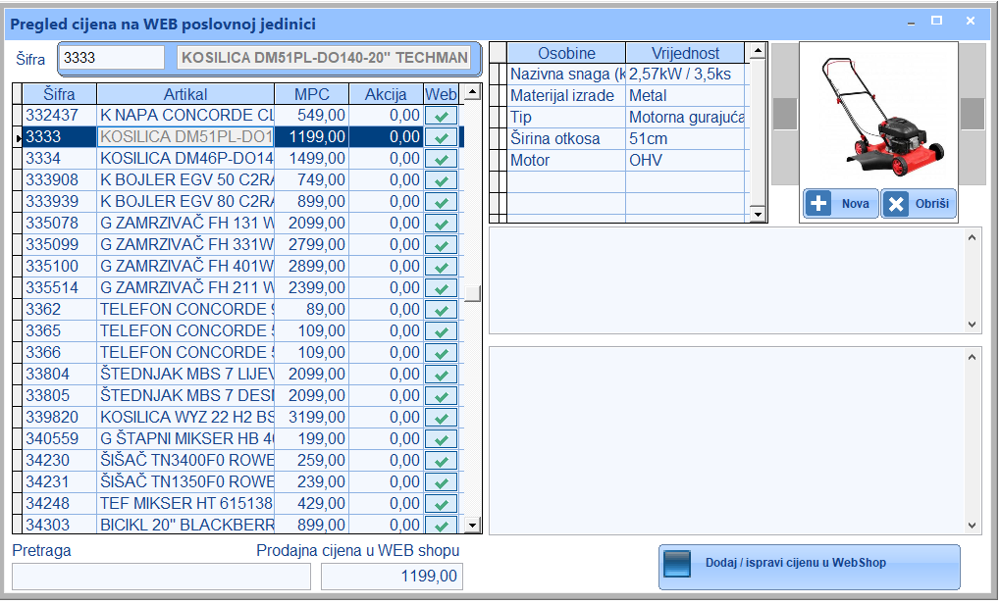 Pregled cijena na WEB poslovnoj jedinici
Šifra 3333 KOSILICA DM51PL-DO140-20" TECHMAN
Šifra Artikal MPC Akcija Web
332437 K NAPA CONCORDE CL 549,00 0,00
3333 KOSILICA DM51PL-DO1 1199,00 0,00
3334 KOSILICA DM46P-DO14 1499,00 0,00
333908 K BOJLER EGV 50 C2RA 749,00 0,00
333939 K BOJLER EGV 80 C2RA 899,00 0,00
335078 G ZAMRZIVAČ FH 131 W 2099,00 0,00
335099 G ZAMRZIVAČ FH 331W 2799,00 0,00
335100 G ZAMRZIVAČ FH 401W 2899,00 0,00
335514 G ZAMRZIVAČ FH 211 W 2399,00 0,00
3362 TELEFON CONCORDE 89,00 0,00
3365 TELEFON CONCORDE 109,00 0,00
3366 TELEFON CONCORDE 109,00 0,00
33804 ŠTEDNJAK MBS 7 LIJEV 2099,00 0,00
33805 ŠTEDNJAK MBS 7 DESI 2099,00 0,00
339820 KOSILICA WYZ 22 H2 BS 3199,00 0,00
340559 G ŠTAPNI MIKSER HB 40 199,00 0,00
34230 ŠIŠAČ TN3400F0 ROWE 259,00 0,00
34231 ŠIŠAČ TN1350F0 ROWE 239,00 0,00
34248 TEF MIKSER HT 615138 429,00 0,00
34303 BICIKL 20" BLACKBERR 899,00 0,00
Osobine Vrijednost
Nazivna snaga (k 2,57kW / 3,5ks
Materijal izrade Metal
Tip Motorna gurajuća
Širina otkosa 51cm
Motor OHV
Nova Obriši
Pretraga Prodajna cijena u WEB shopu
1199,00
Dodaj / ispravi cijenu u WebShop